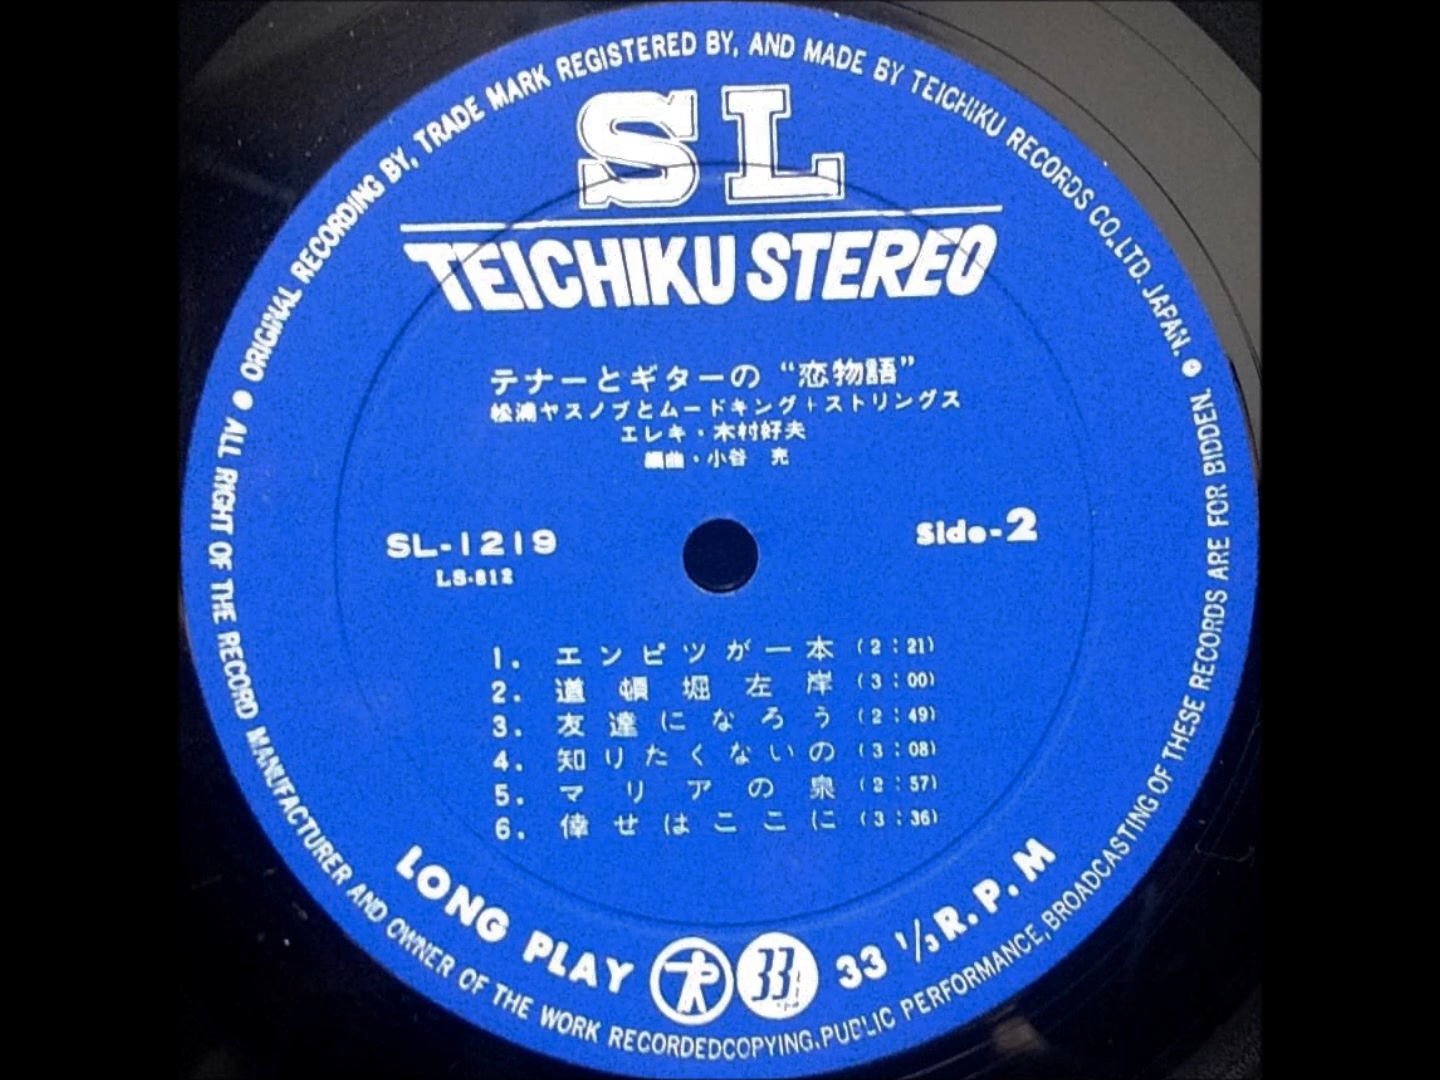 ● ORIGINAL RECORDING BY, TRADE MARK REGISTERED BY, AND MADE BY TEICHIKU RECORDS CO.,LTD. JAPAN.
SL
TEICHIKU STEREO
テナーとギターの “恋物語”
松浦ヤスノブとムードキング+ストリングス
エレキ・木村好夫
編曲・小谷 充
SL-1219
LS-812
Side-2
1. エンピツが一本 (2:21)
2. 道頓堀左岸 (3:00)
3. 友達になろう (2:49)
4. 知りたくないの (3:08)
5. マリアの泉 (2:57)
6. 倖せはここに (3:36)
LONG PLAY
33
33 1/3 R.P.M
● ALL RIGHT OF THE RECORD MANUFACTURER AND OWNER OF THE WORK RECORDEDCOPYING,PUBLIC PERFORMANCE,BROADCASTING OF THESE RECORDS ARE FOR BIDDEN. ●